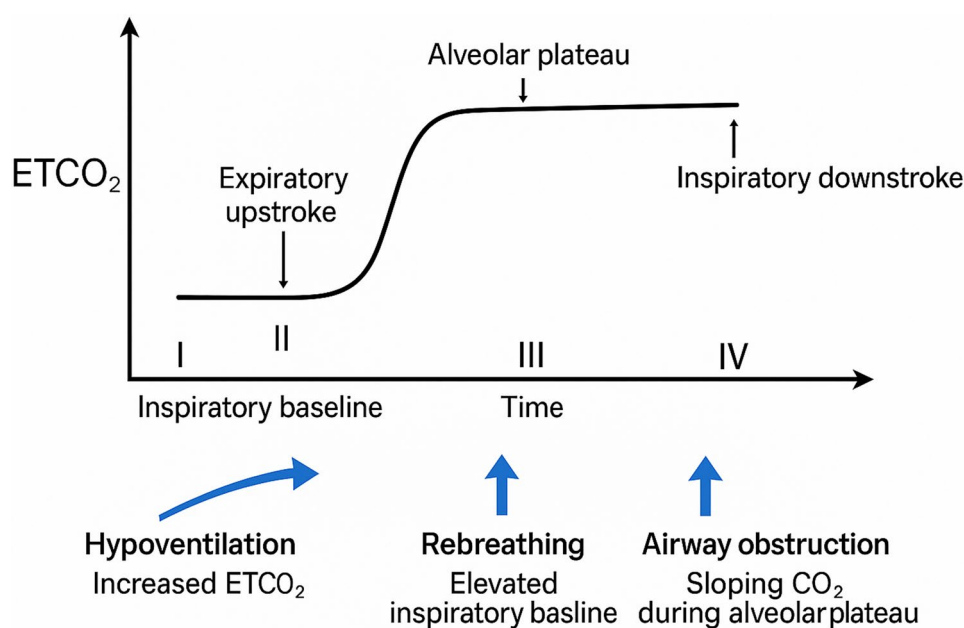 Alveolar plateau
ETCO₂
Expiratory
upstroke
Inspiratory downstroke
I
II
III
IV
Inspiratory baseline
Time
Hypoventilation
Increased ETCO₂
Rebreathing
Elevated
inspiratory basline
Airway obstruction
Sloping CO₂
during alveolarplateau